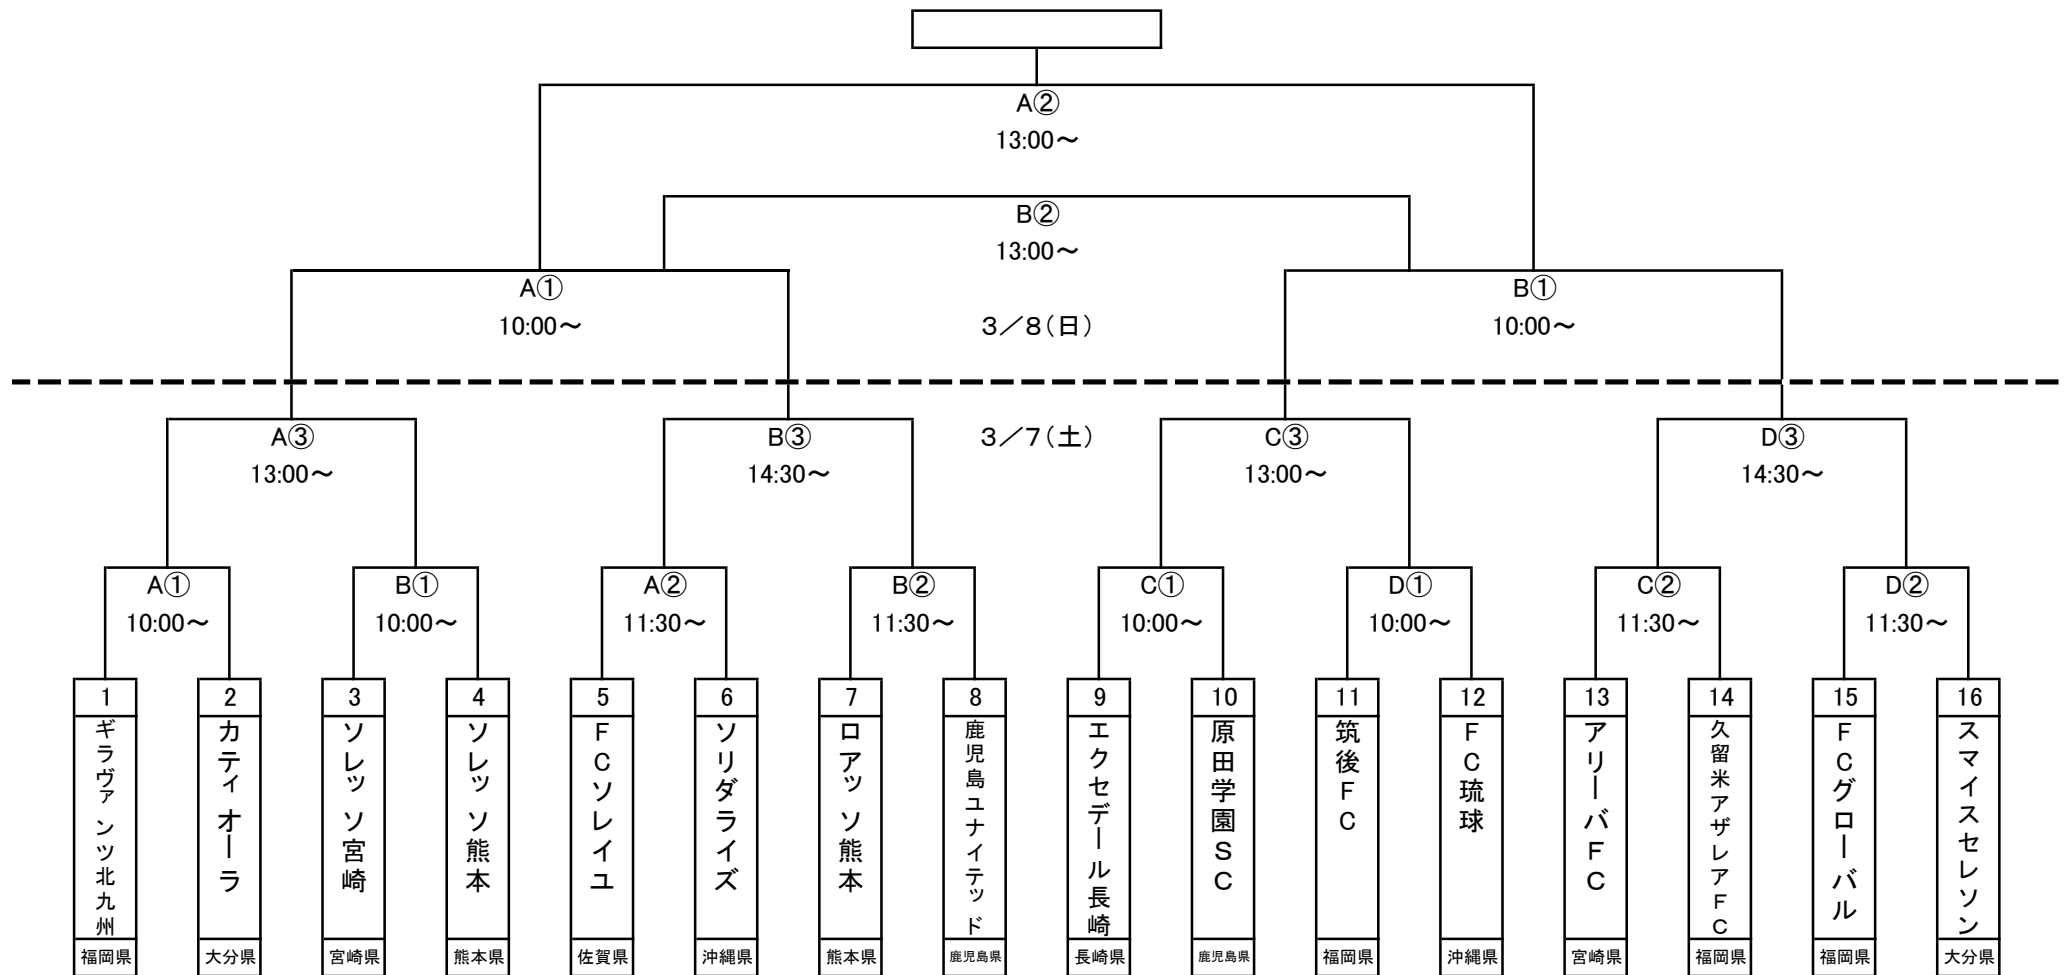 A②
13:00～
B②
13:00～
A①
10:00～
3／8（日）
B①
10:00～
A③
13:00～
B③
14:30～
3／7（土）
C③
13:00～
D③
14:30～
A①
10:00～
B①
10:00～
A②
11:30～
B②
11:30～
C①
10:00～
D①
10:00～
C②
11:30～
D②
11:30～
1
ギラヴァンツ北九州
福岡県
2
カティオーラ
大分県
3
ソレッソ宮崎
宮崎県
4
ソレッソ熊本
熊本県
5
FCソレイユ
佐賀県
6
ソリダライズ
沖縄県
7
ロアッソ熊本
熊本県
8
鹿児島ユナイテッド
鹿児島県
9
エクセデール長崎
長崎県
10
原田学園SC
鹿児島県
11
筑後FC
福岡県
12
FC琉球
沖縄県
13
アリーバFC
宮崎県
14
久留米アザレアFC
福岡県
15
FCグローバル
福岡県
16
スマイスセレソン
大分県